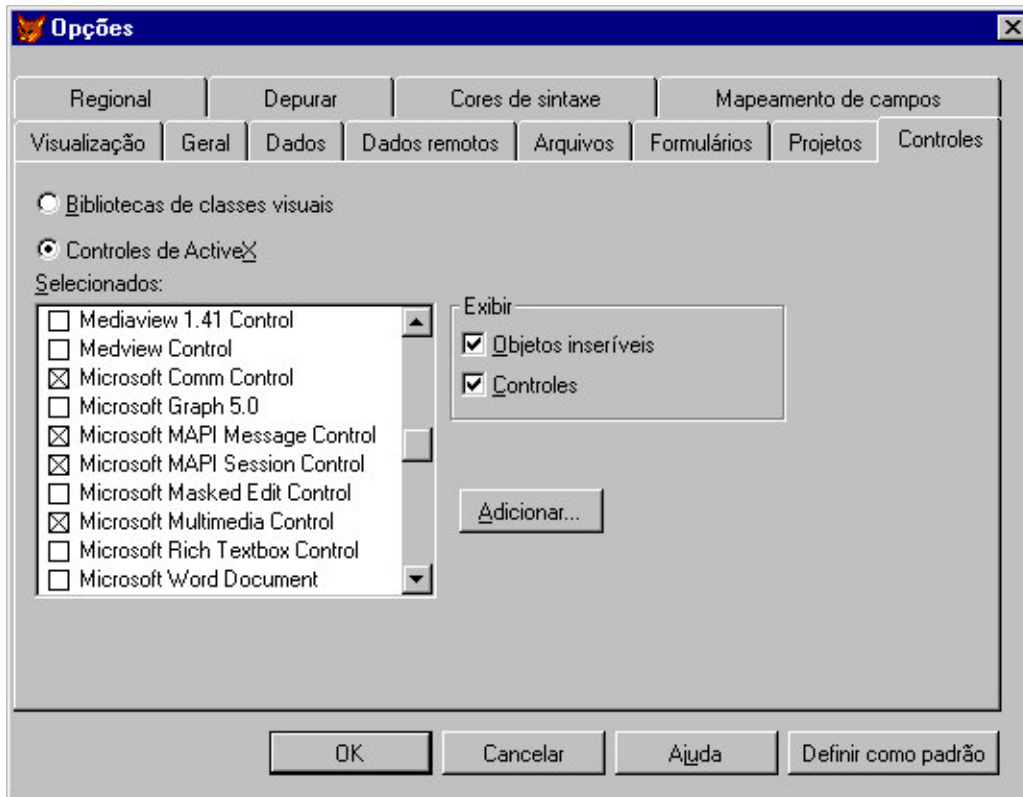 Opções
Regional Depurar Cores de sintaxe Mapeamento de campos
Visualização Geral Dados Dados remotos Arquivos Formulários Projetos Controles
Bibliotecas de classes visuais
Controles de ActiveX
Selecionados:
Mediaview 1.41 Control
Medview Control
Microsoft Comm Control
Microsoft Graph 5.0
Microsoft MAPI Message Control
Microsoft MAPI Session Control
Microsoft Masked Edit Control
Microsoft Multimedia Control
Microsoft Rich Textbox Control
Microsoft Word Document
Exibir
Objetos inseríveis
Controles
Adicionar...
OK Cancelar Ajuda Definir como padrão